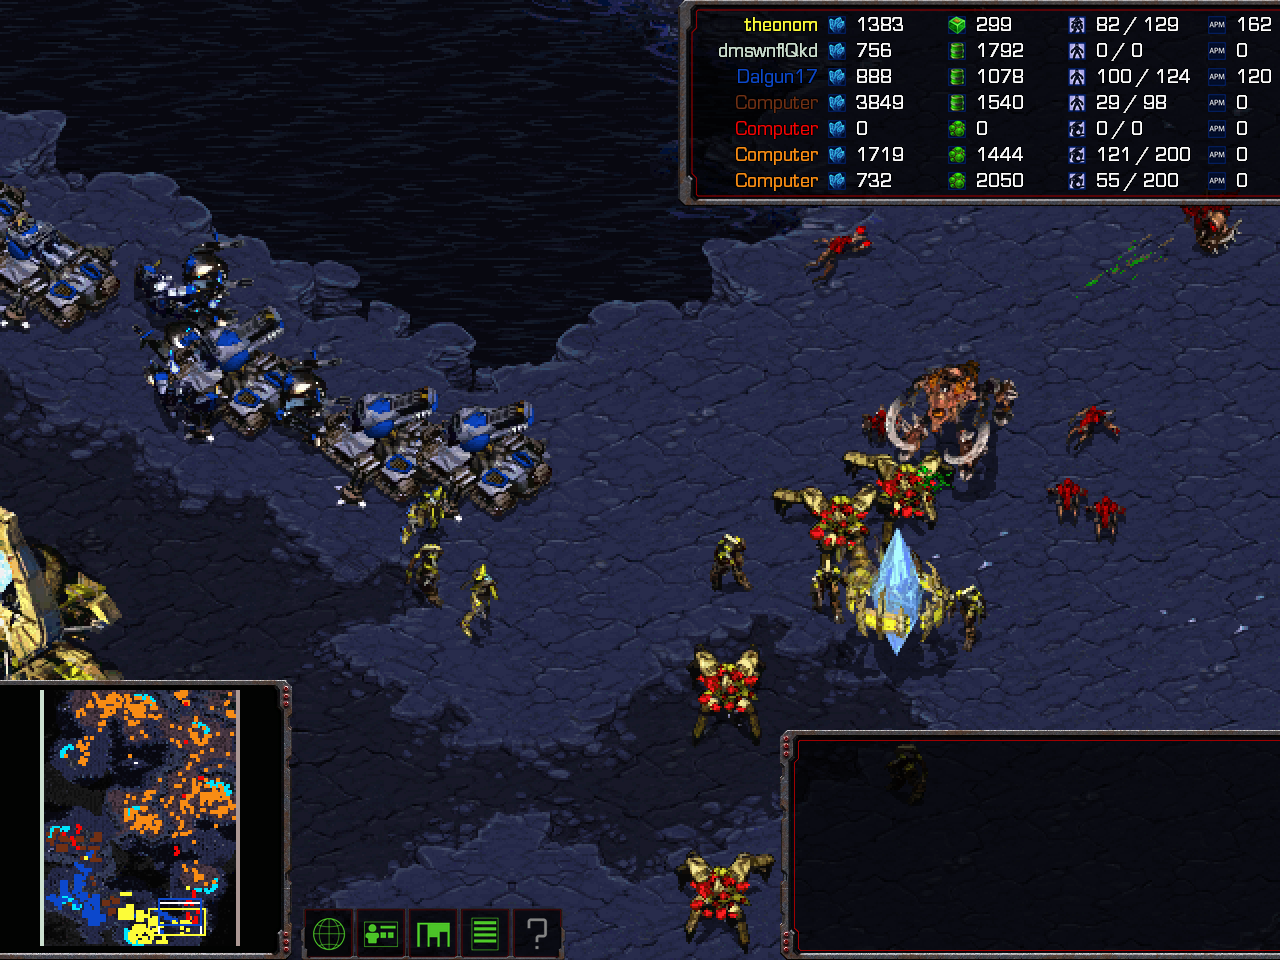 theonom 1383 299 82 / 129 APM 162
dmswnflQkd 756 1792 0 / 0 APM 0
Dalgun17 888 1078 100 / 124 APM 120
Computer 3849 1540 29 / 98 APM 0
Computer 0 0 0 / 0 APM 0
Computer 1719 1444 121 / 200 APM 0
Computer 732 2050 55 / 200 APM 0
?